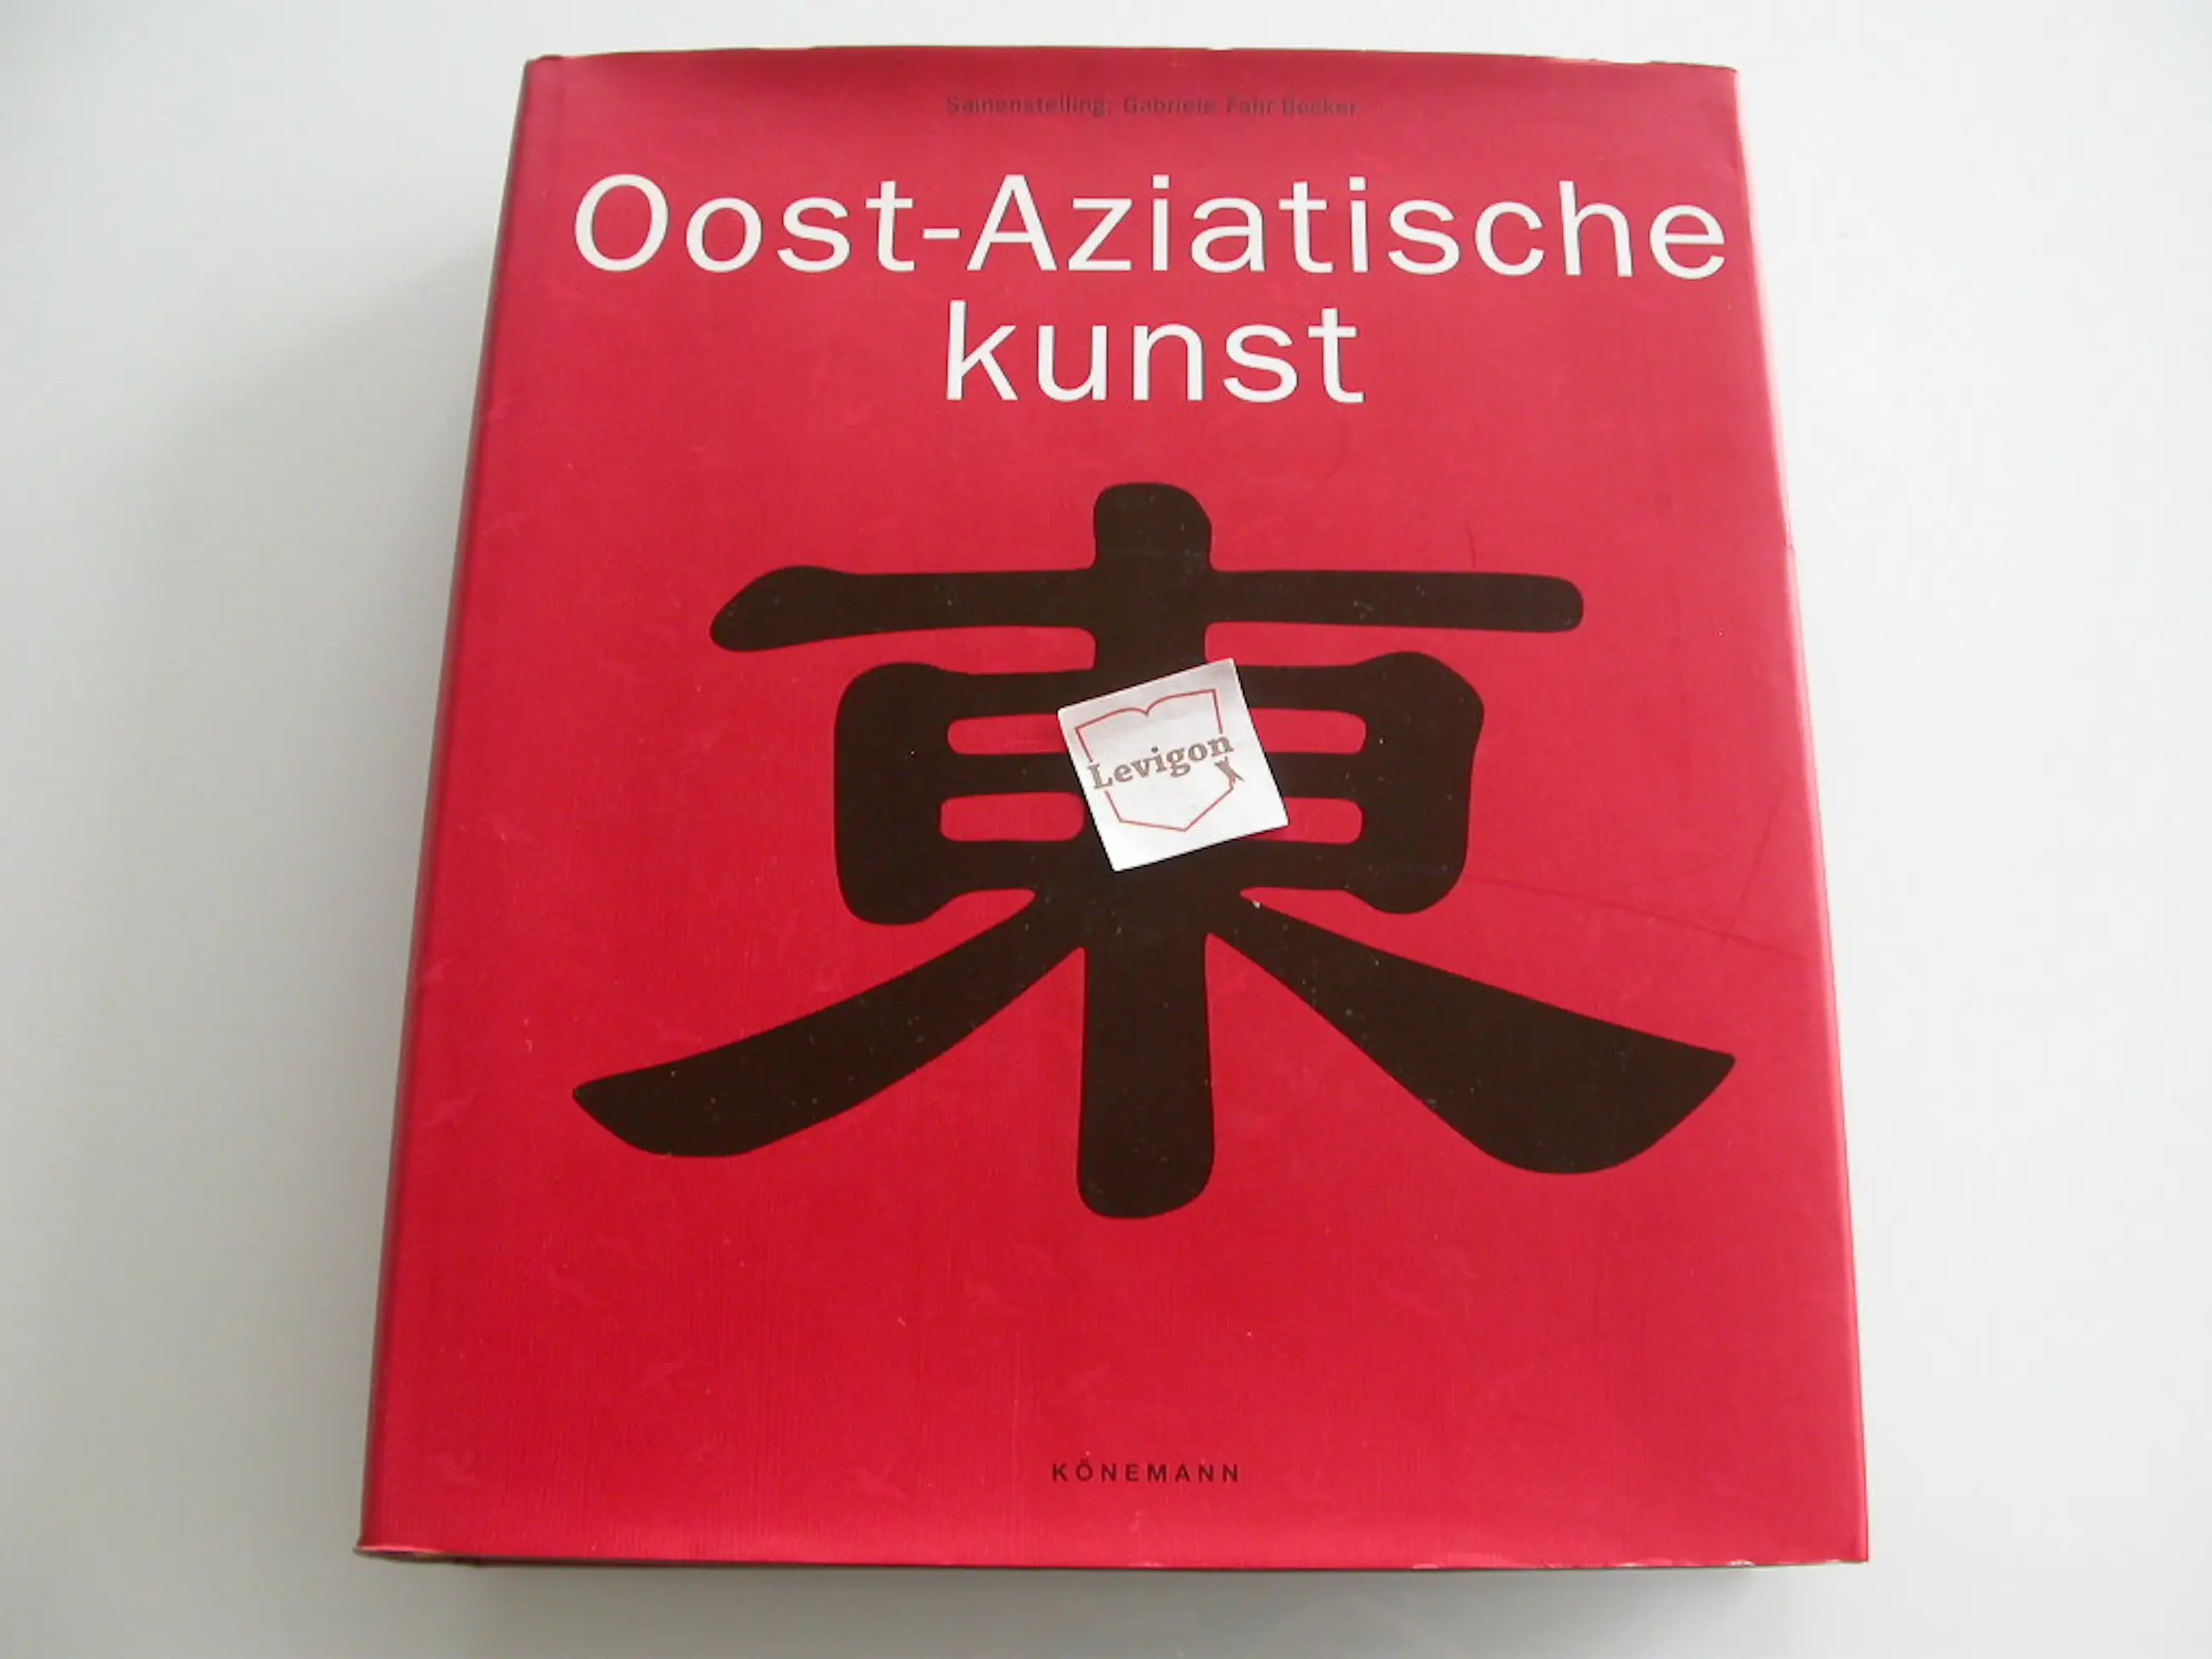 Samenstelling: Gabriele Fahr-Becker
Oost-Aziatische
kunst
東
Levigon
KÖNEMANN